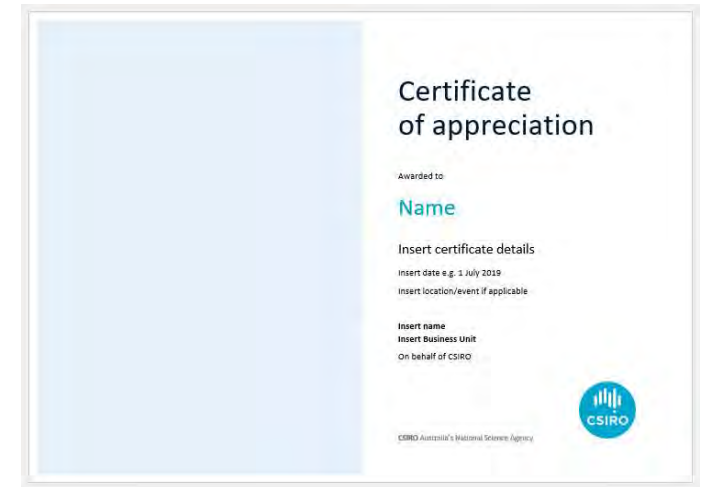 Certificate
of appreciation
Awarded to
Name
Insert certificate details
Insert date e.g. 1 July 2019
Insert location/event if applicable
Insert name
Insert Business Unit
On behalf of CSIRO
CSIRO
CSIRO Australia's National Science Agency